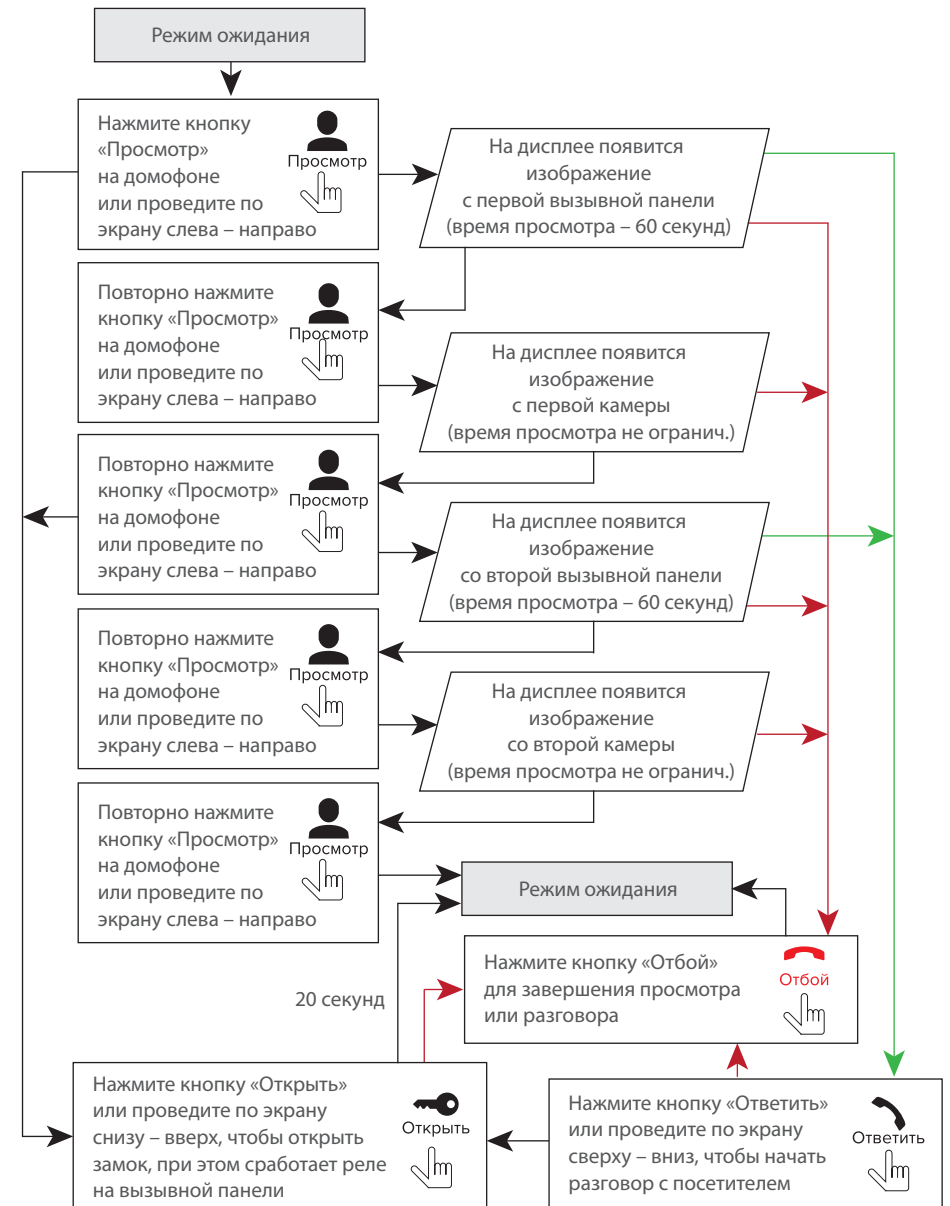 Режим ожидания
Нажмите кнопку
«Просмотр»
на домофоне
или проведите по
экрану слева – направо
Просмотр
На дисплее появится
изображение
с первой вызывной панели
(время просмотра – 60 секунд)
Повторно нажмите
кнопку «Просмотр»
на домофоне
или проведите по
экрану слева – направо
Просмотр
На дисплее появится
изображение
с первой камеры
(время просмотра не огранич.)
Повторно нажмите
кнопку «Просмотр»
на домофоне
или проведите по
экрану слева – направо
Просмотр
На дисплее появится
изображение
со второй вызывной панели
(время просмотра – 60 секунд)
Повторно нажмите
кнопку «Просмотр»
на домофоне
или проведите по
экрану слева – направо
Просмотр
На дисплее появится
изображение
со второй камеры
(время просмотра не огранич.)
Повторно нажмите
кнопку «Просмотр»
на домофоне
или проведите по
экрану слева – направо
Просмотр
Режим ожидания
Нажмите кнопку «Отбой»
для завершения просмотра
или разговора
Отбой
20 секунд
Нажмите кнопку «Открыть»
или проведите по экрану
снизу – вверх, чтобы открыть
замок, при этом сработает реле
на вызывной панели
Открыть
Нажмите кнопку «Ответить»
или проведите по экрану
сверху – вниз, чтобы начать
разговор с посетителем
Ответить